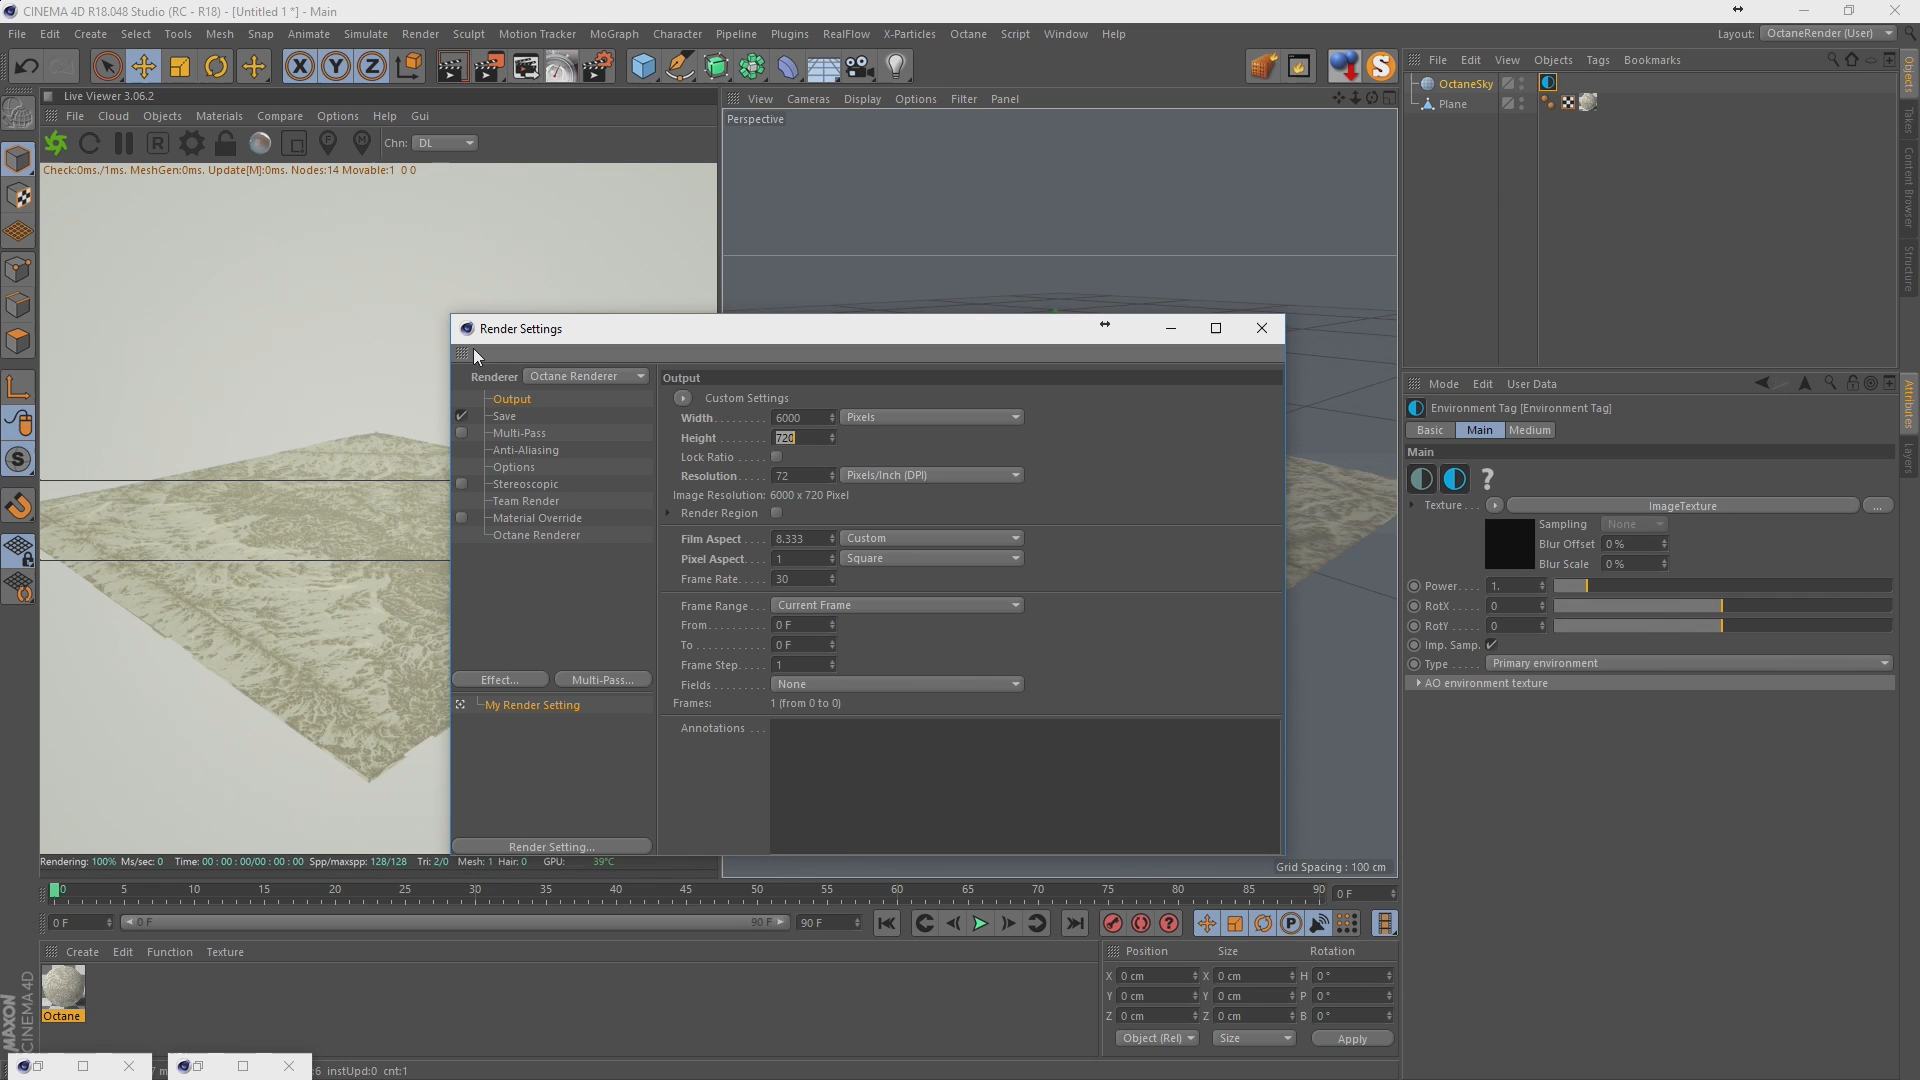 CINEMA 4D R18.048 Studio (RC - R18) - [Untitled 1 *] - Main
File Edit Create Select Tools Mesh Snap Animate Simulate Render Sculpt Motion Tracker MoGraph Character Pipeline Plugins RealFlow X-Particles Octane Script Window Help
Layout: OctaneRender (User)
Live Viewer 3.06.2
File Cloud Objects Materials Compare Options Help Gui
Chn: DL
Check:0ms./1ms. MeshGen:0ms. Update[M]:0ms. Nodes:14 Movable:1 0 0
View Cameras Display Options Filter Panel
Perspective
File Edit View Objects Tags Bookmarks
OctaneSky
Plane
Objects
Takes
Content Browser
Structure
Render Settings
Renderer Octane Renderer
Output
Save
Multi-Pass
Anti-Aliasing
Options
Stereoscopic
Team Render
Material Override
Octane Renderer
Effect... Multi-Pass...
My Render Setting
Render Setting...
Output
Custom Settings
Width 6000 Pixels
Height 720
Lock Ratio
Resolution 72 Pixels/Inch (DPI)
Image Resolution: 6000 x 720 Pixel
Render Region
Film Aspect 8.333 Custom
Pixel Aspect 1 Square
Frame Rate 30
Frame Range Current Frame
From 0 F
To 0 F
Frame Step 1
Fields None
Frames: 1 (from 0 to 0)
Annotations
Mode Edit User Data
Environment Tag [Environment Tag]
Basic Main Medium
Main
Texture ImageTexture ...
Sampling None
Blur Offset 0 %
Blur Scale 0 %
Power 1.
RotX 0
RotY 0
Imp. Samp.
Type Primary environment
AO environment texture
Attributes
Layers
Grid Spacing : 100 cm
Rendering: 100% Ms/sec: 0 Time: 00 : 00 : 00/00 : 00 : 00 Spp/maxspp: 128/128 Tri: 2/0 Mesh: 1 Hair: 0 GPU: 39°C
0 5 10 15 20 25 30 35 40 45 50 55 60 65 70 75 80 85 90 0 F
0 F 0 F 90 F 90 F
Create Edit Function Texture
Octane
Position Size Rotation
X 0 cm X 0 cm H 0 °
Y 0 cm Y 0 cm P 0 °
Z 0 cm Z 0 cm B 0 °
Object (Rel) Size Apply
MAXON CINEMA 4D
:6 instUpd:0 cnt:1